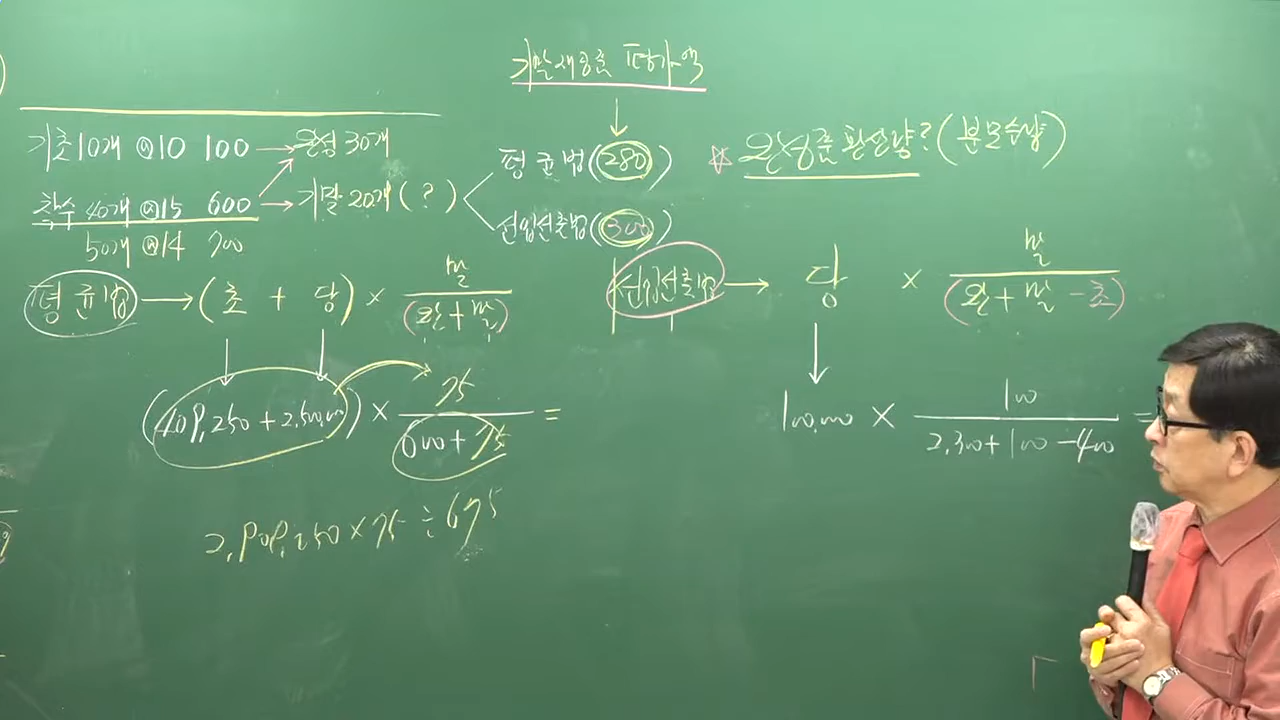 기말재공품 평가액
기초 10개 @10 100 → 완성 30개
착수 40개 @15 600 → 기말 20개 (?)
50개 @14 700
평균법 (280)
선입선출법 (300)
☆ 완성품 환산량? (분모수량)
평균법 → (초 + 당) × 말 / (완 + 말)
(409,250 + 2,500,000) × 75 / (600 + 75) =
2,909,250 × 75 ÷ 675
선입선출법 → 당 × 말 / (완 + 말 - 초)
100,000 × 100 / (2,300 + 100 - 400) =